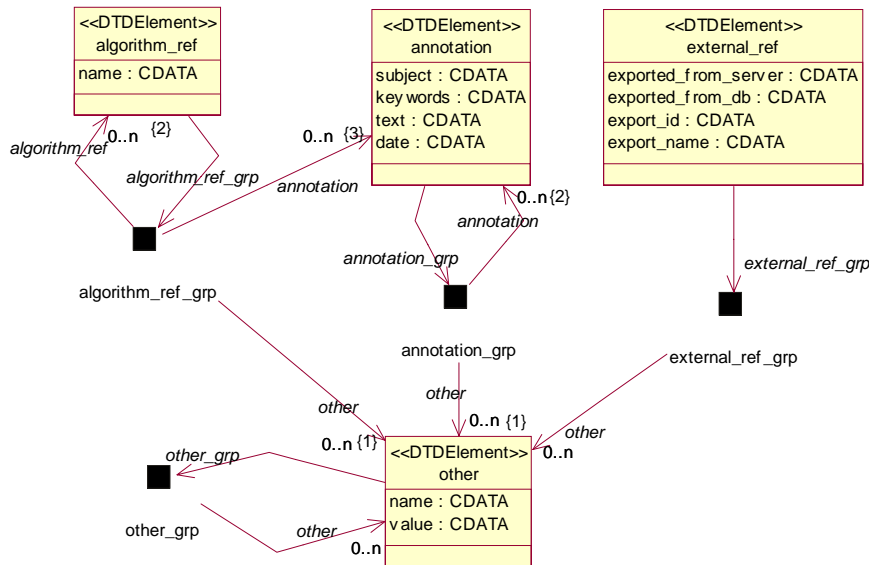 <<DTDElement>>
algorithm_ref
name : CDATA
<<DTDElement>>
annotation
subject : CDATA
keywords : CDATA
text : CDATA
date : CDATA
<<DTDElement>>
external_ref
exported_from_server : CDATA
exported_from_db : CDATA
export_id : CDATA
export_name : CDATA
0..n {2}
algorithm_ref
algorithm_ref_grp
0..n {3}
annotation
0..n {2}
annotation
annotation_grp
external_ref_grp
algorithm_ref_grp
annotation_grp
external_ref_grp
other
other
other
0..n {1}
0..n {1}
0..n
<<DTDElement>>
other
name : CDATA
value : CDATA
other_grp
other_grp
other
0..n